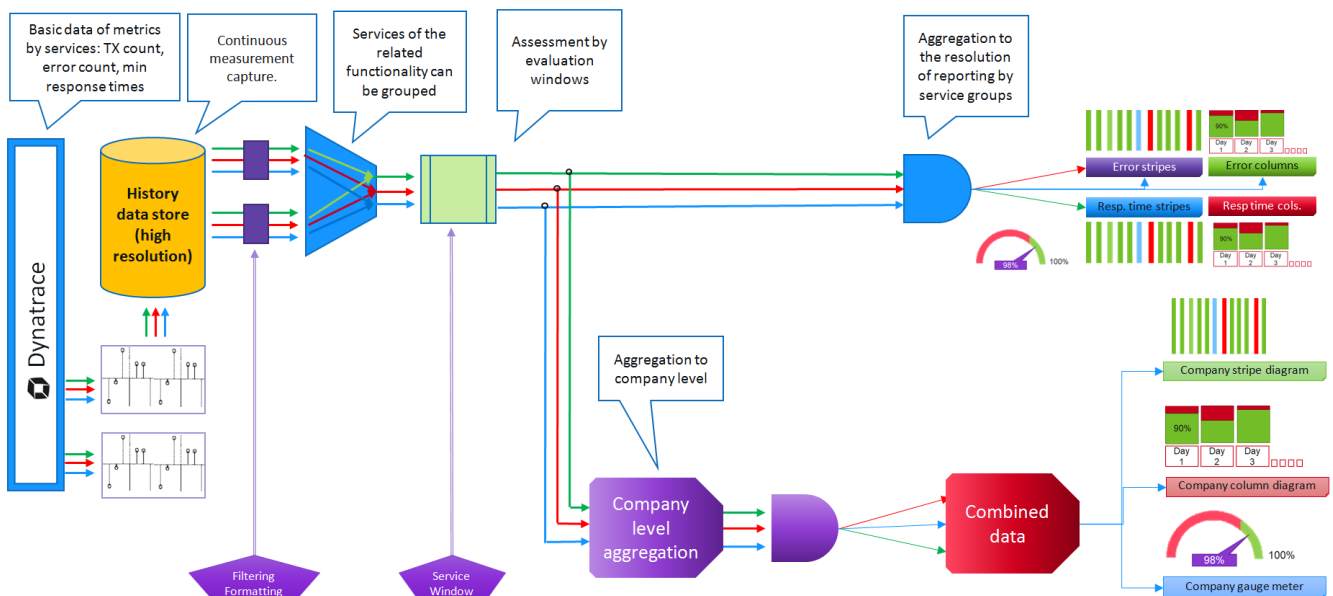 Basic data of metrics
by services: TX count,
error count, min
response times
Continuous
measurement
capture.
Services of the
related
functionality can
be grouped
Assessment by
evaluation
windows
Aggregation to
the resolution
of reporting by
service groups
Dynatrace
History
data store
(high
resolution)
90%
Day
1
Day
2
Day
3
Error stripes
Error columns
Resp. time stripes
Resp time cols.
98%
100%
90%
Day
1
Day
2
Day
3
Aggregation to
company level
Company stripe diagram
90%
Day
1
Day
2
Day
3
Company column diagram
Company
level
aggregation
Combined
data
98%
100%
Company gauge meter
Filtering
Formatting
Service
Window